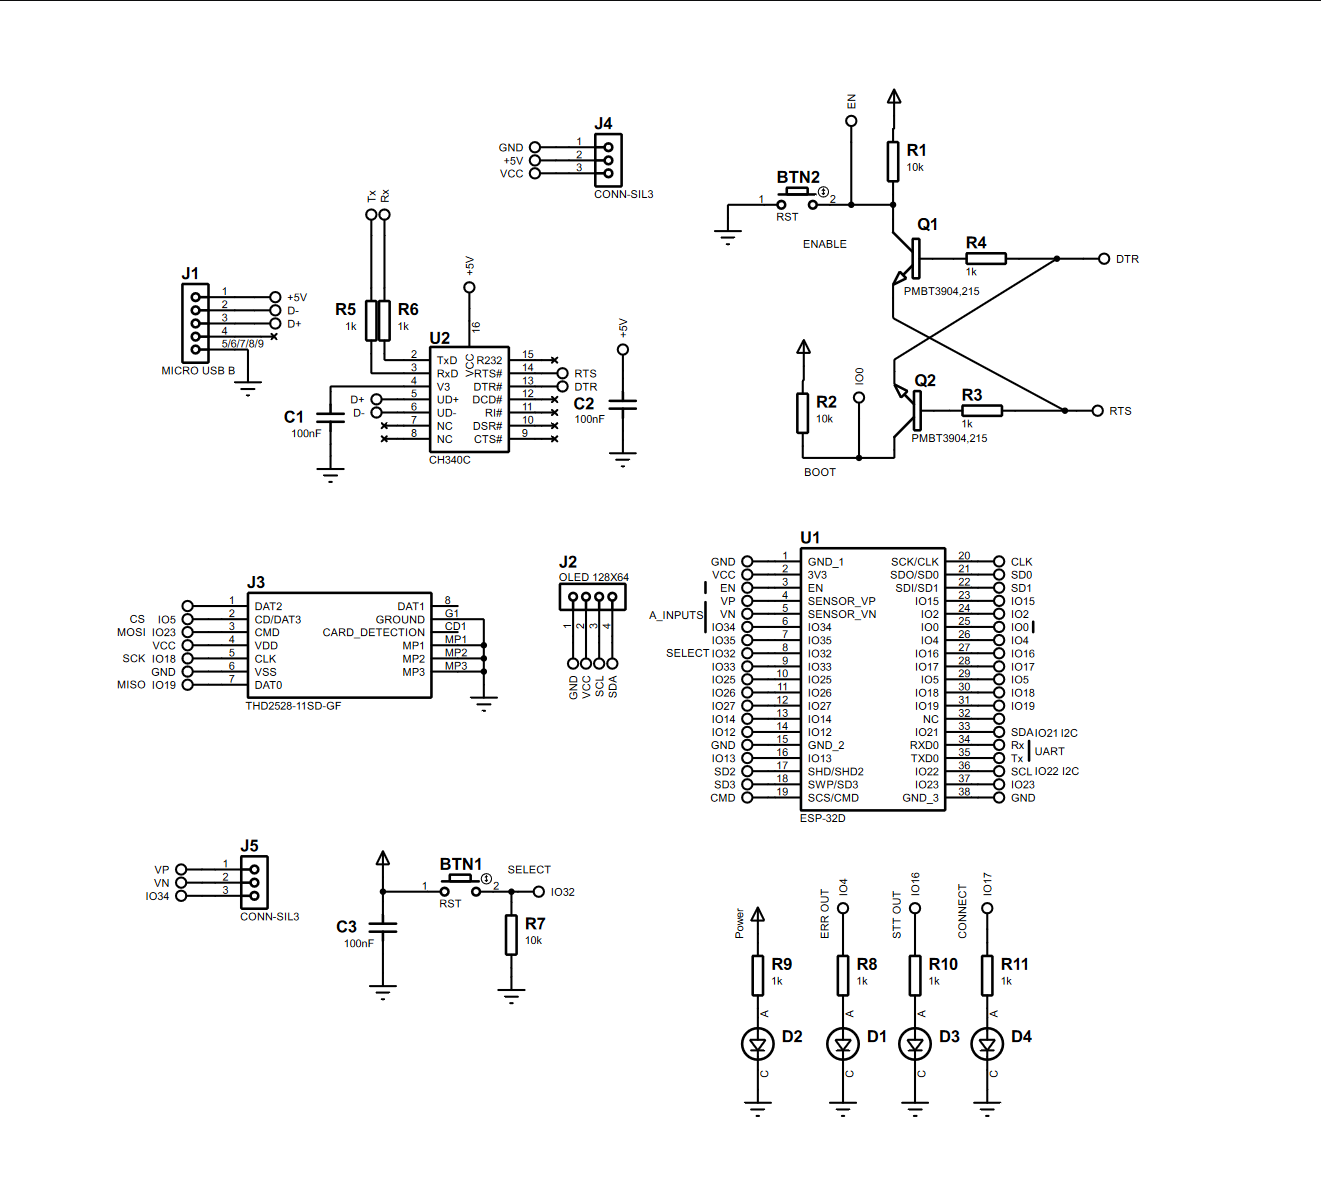 J4
GND 1
+5V 2
VCC 3
CONN-SIL3
EN
R1
10k
BTN2
1 2
RST
ENABLE
Q1
PMBT3904,215
R4
1k
DTR
J1
1 +5V
2 D-
3 D+
4
5/6/7/8/9
MICRO USB B
Tx Rx
R5
1k
R6
1k
+5V
16
U2
VCC
2 TxD R232 15
3 RxD RTS# 14 RTS
4 V3 DTR# 13 DTR
D+ 5 UD+ DCD# 12
D- 6 UD- RI# 11
7 NC DSR# 10
8 NC CTS# 9
CH340C
C1
100nF
+5V
C2
100nF
R2
10k
IO0
BOOT
Q2
PMBT3904,215
R3
1k
RTS
J3
1 DAT2 DAT1 8
CS IO5 2 CD/DAT3 GROUND G1
MOSI IO23 3 CMD CARD_DETECTION CD1
VCC 4 VDD MP1 MP1
SCK IO18 5 CLK MP2 MP2
GND 6 VSS MP3 MP3
MISO IO19 7 DAT0
THD2528-11SD-GF
J2
OLED 128X64
1 2 3 4
GND VCC SCL SDA
U1
GND 1 GND_1 SCK/CLK 20 CLK
VCC 2 3V3 SDO/SD0 21 SD0
EN 3 EN SDI/SD1 22 SD1
VP 4 SENSOR_VP IO15 23 IO15
A_INPUTS VN 5 SENSOR_VN IO2 24 IO2
IO34 6 IO34 IO0 25 IO0
IO35 7 IO35 IO4 26 IO4
SELECT IO32 8 IO32 IO16 27 IO16
IO33 9 IO33 IO17 28 IO17
IO25 10 IO25 IO5 29 IO5
IO26 11 IO26 IO18 30 IO18
IO27 12 IO27 IO19 31 IO19
IO14 13 IO14 NC 32
IO12 14 IO12 IO21 33 SDA IO21 I2C
GND 15 GND_2 RXD0 34 Rx UART
IO13 16 IO13 TXD0 35 Tx
SD2 17 SHD/SHD2 IO22 36 SCL IO22 I2C
SD3 18 SWP/SD3 IO23 37 IO23
CMD 19 SCS/CMD GND_3 38 GND
ESP-32D
J5
VP 1
VN 2
IO34 3
CONN-SIL3
BTN1
1 2
RST
SELECT
IO32
C3
100nF
R7
10k
Power
R9
1k
A
D2
C
ERR OUT IO4
R8
1k
A
D1
C
STT OUT IO16
R10
1k
A
D3
C
CONNECT IO17
R11
1k
A
D4
C